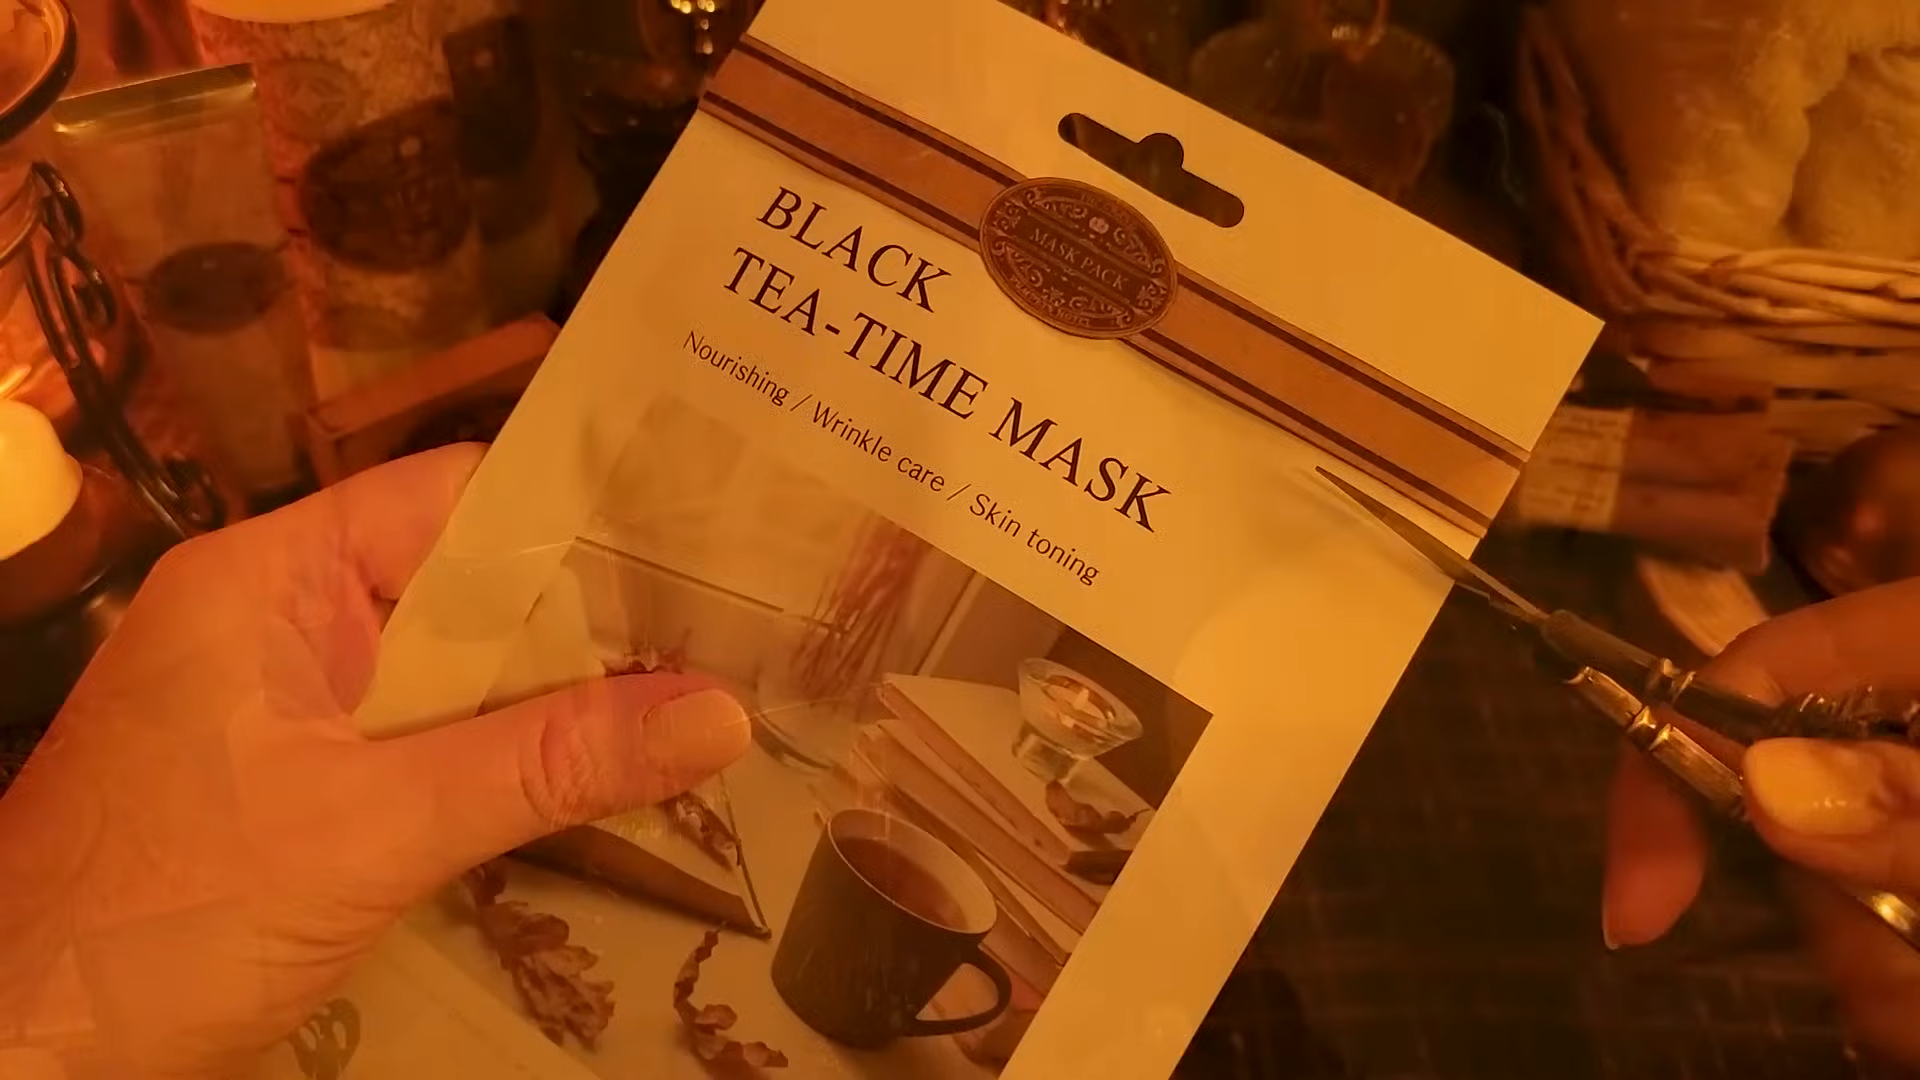 MASK PACK
BLACK
TEA-TIME MASK
Nourishing / Wrinkle care / Skin toning